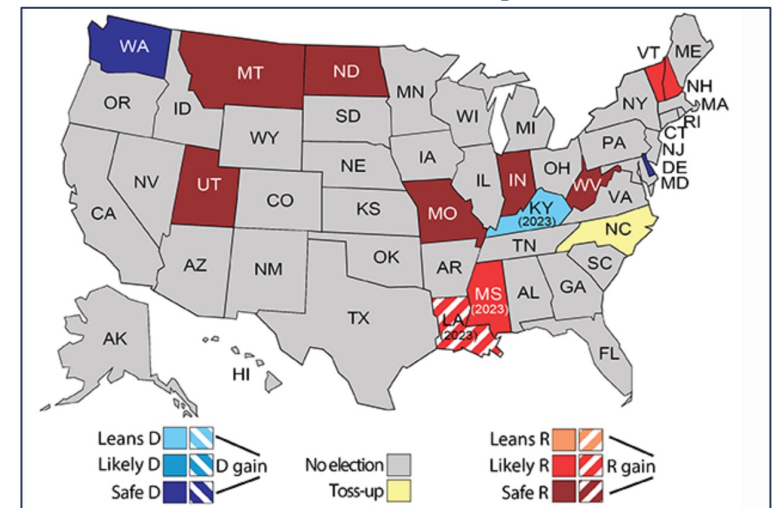 WA
MT
ND
MN
VT
ME
OR
ID
SD
WI
NY
NH
MA
WY
MI
RI
CT
PA
NJ
NE
IA
DE
NV
UT
IL
IN
OH
MD
CO
WV
CA
KS
MO
KY
(2023)
VA
NC
TN
OK
AZ
NM
AR
SC
MS
(2023)
AL
GA
LA
(2023)
TX
AK
HI
FL
Leans D
Likely D
Safe D
D gain
No election
Toss-up
Leans R
Likely R
Safe R
R gain